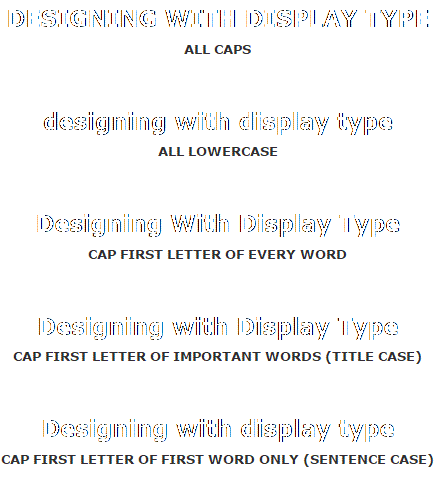 DESIGNING WITH DISPLAY TYPE
ALL CAPS
designing with display type
ALL LOWERCASE
Designing With Display Type
CAP FIRST LETTER OF EVERY WORD
Designing with Display Type
CAP FIRST LETTER OF IMPORTANT WORDS (TITLE CASE)
Designing with display type
CAP FIRST LETTER OF FIRST WORD ONLY (SENTENCE CASE)